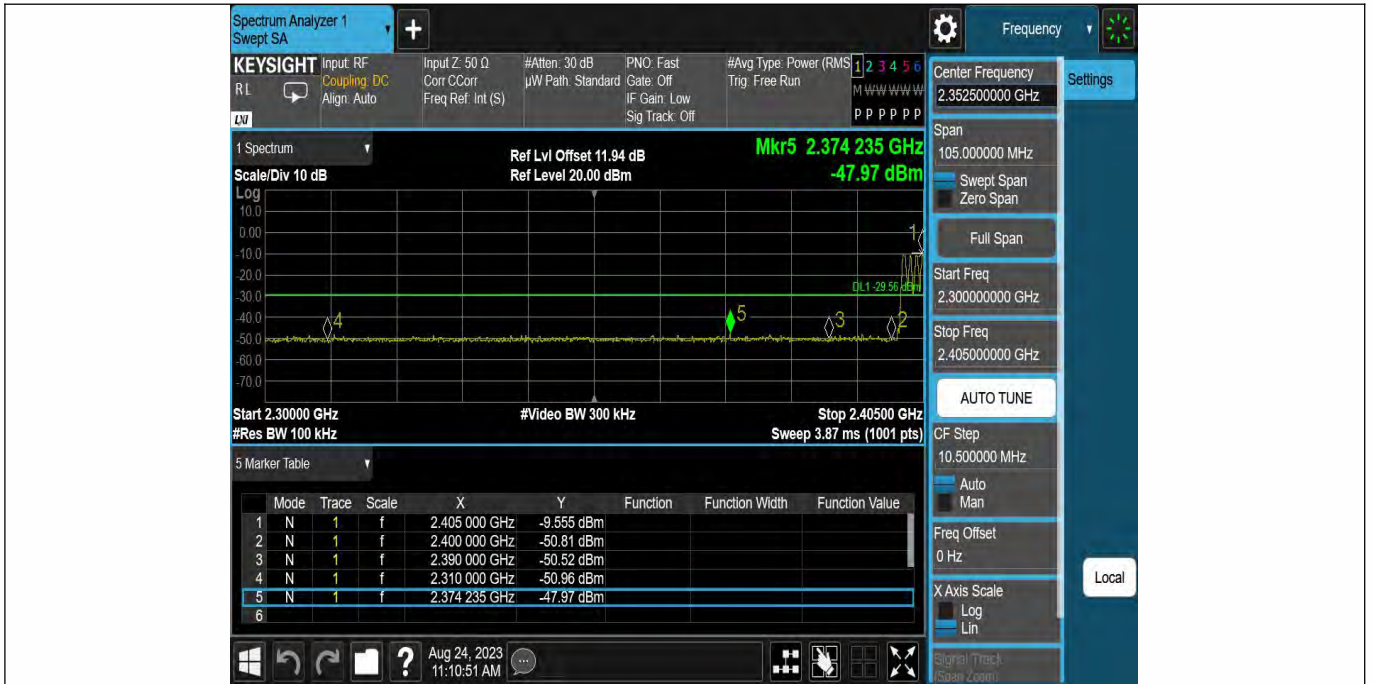 Spectrum Analyzer 1
Swept SA
+
Frequency
KEYSIGHT
RL
LXI
Input: RF
Coupling: DC
Align: Auto
Input Z: 50 Ω
Corr CCorr
Freq Ref: Int (S)
#Atten: 30 dB
µW Path: Standard
PNO: Fast
Gate: Off
IF Gain: Low
Sig Track: Off
#Avg Type: Power (RMS
Trig: Free Run
1 2 3 4 5 6
M W W W W W
P P P P P P
1 Spectrum
Scale/Div 10 dB
Ref Lvl Offset 11.94 dB
Ref Level 20.00 dBm
Mkr5 2.374 235 GHz
-47.97 dBm
Log
10.0
0.00
-10.0
-20.0
-30.0
-40.0
-50.0
-60.0
-70.0
1
DL1 -29.56 dBm
4
5
3
2
Start 2.30000 GHz
#Video BW 300 kHz
Stop 2.40500 GHz
#Res BW 100 kHz
Sweep 3.87 ms (1001 pts)
5 Marker Table
Mode Trace Scale X Y Function Function Width Function Value
1 N 1 f 2.405 000 GHz -9.555 dBm
2 N 1 f 2.400 000 GHz -50.81 dBm
3 N 1 f 2.390 000 GHz -50.52 dBm
4 N 1 f 2.310 000 GHz -50.96 dBm
5 N 1 f 2.374 235 GHz -47.97 dBm
6
?
Aug 24, 2023
11:10:51 AM
Center Frequency
2.352500000 GHz
Settings
Span
105.000000 MHz
Swept Span
Zero Span
Full Span
Start Freq
2.300000000 GHz
Stop Freq
2.405000000 GHz
AUTO TUNE
CF Step
10.500000 MHz
Auto
Man
Freq Offset
0 Hz
X Axis Scale
Log
Lin
Local
Signal Track
(Span Zoom)